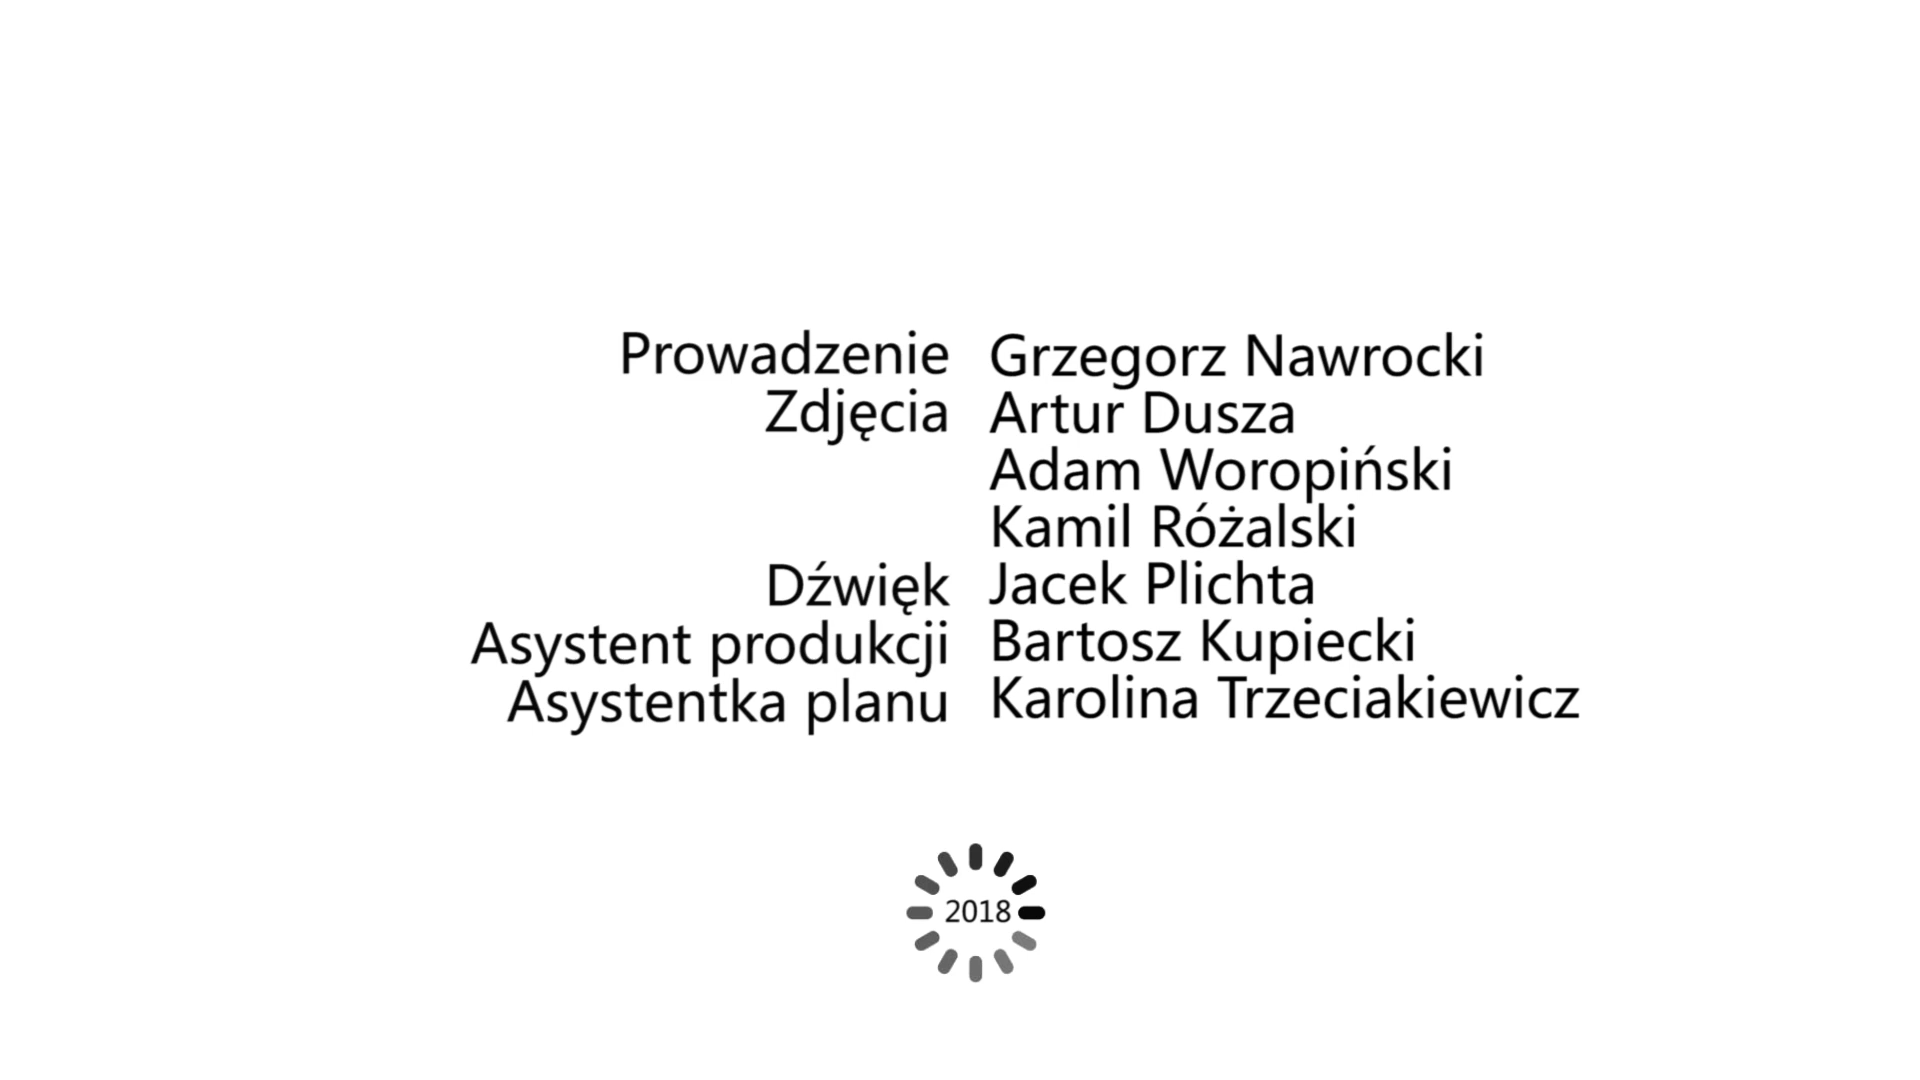 Prowadzenie Grzegorz Nawrocki
Zdjęcia Artur Dusza
Adam Woropiński
Kamil Różalski
Dźwięk Jacek Plichta
Asystent produkcji Bartosz Kupiecki
Asystentka planu Karolina Trzeciakiewicz
2018